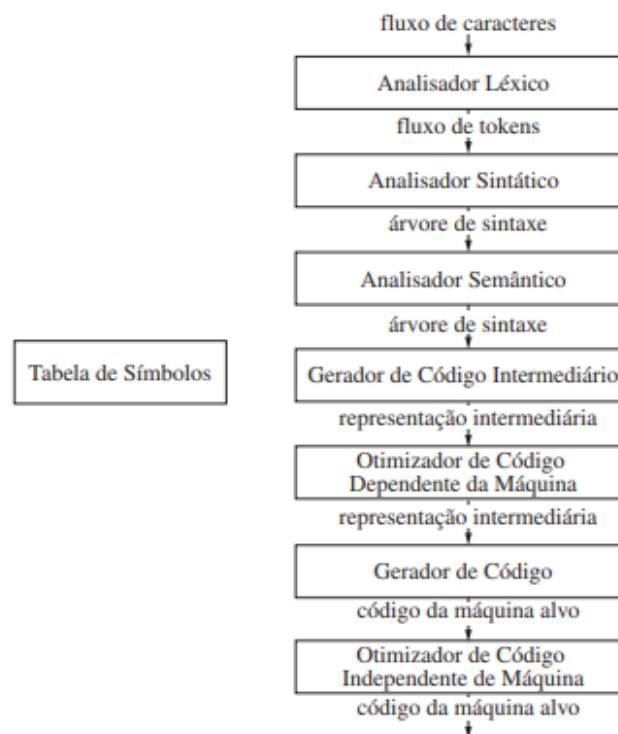 fluxo de caracteres
Analisador Léxico
fluxo de tokens
Analisador Sintático
árvore de sintaxe
Analisador Semântico
árvore de sintaxe
Tabela de Símbolos
Gerador de Código Intermediário
representação intermediária
Otimizador de Código
Dependente da Máquina
representação intermediária
Gerador de Código
código da máquina alvo
Otimizador de Código
Independente de Máquina
código da máquina alvo